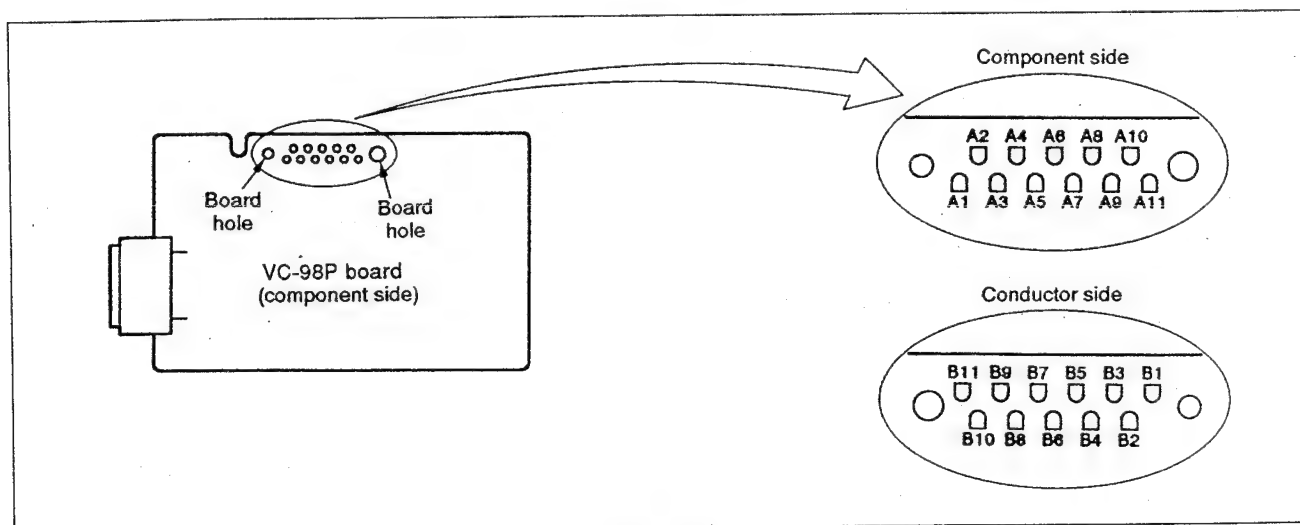 Component side
A2 A4 A6 A8 A10
A1 A3 A5 A7 A9 A11
Board
hole
Board
hole
VC-98P board
(component side)
Conductor side
B11 B9 B7 B5 B3 B1
B10 B8 B6 B4 B2